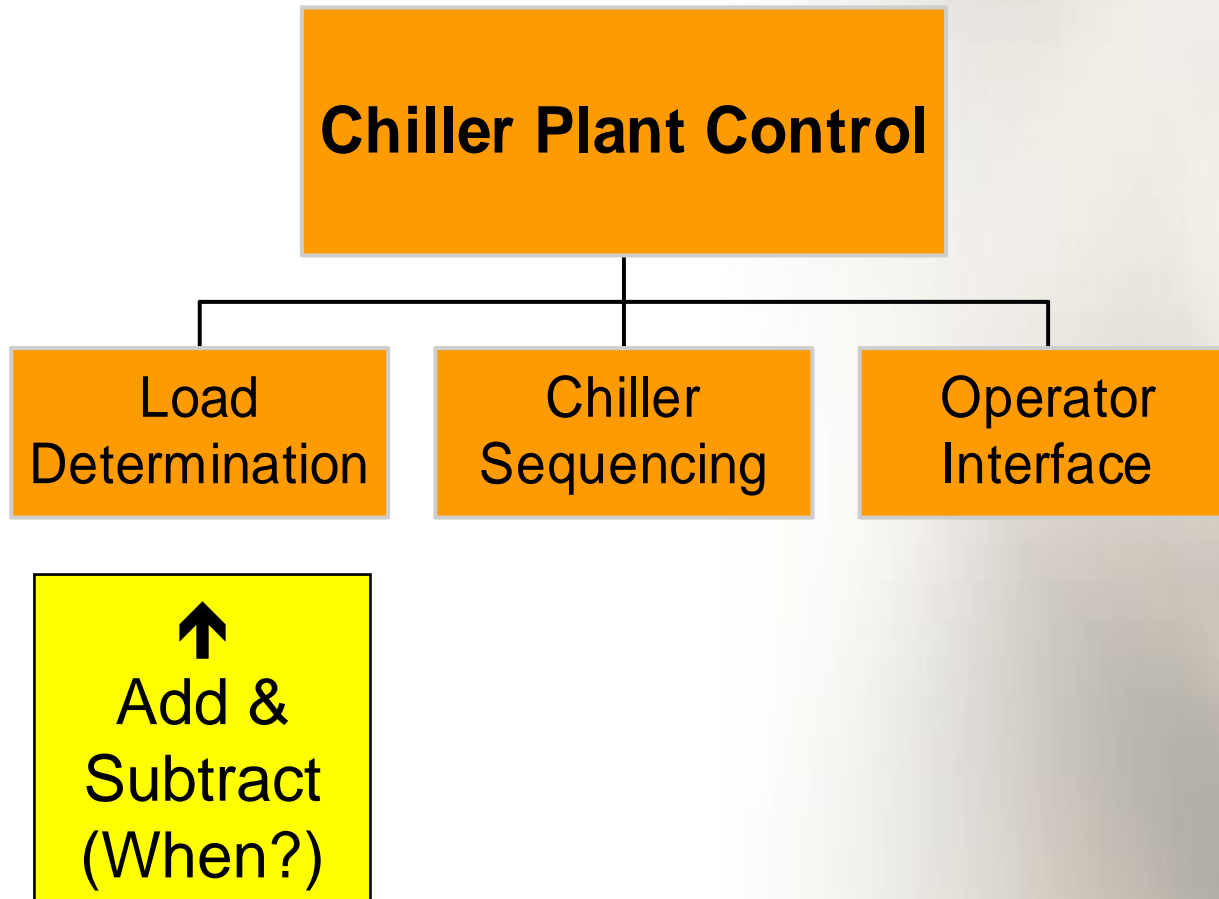 Chiller Plant Control
Load
Determination
Chiller
Sequencing
Operator
Interface
↑
Add &
Subtract
(When?)